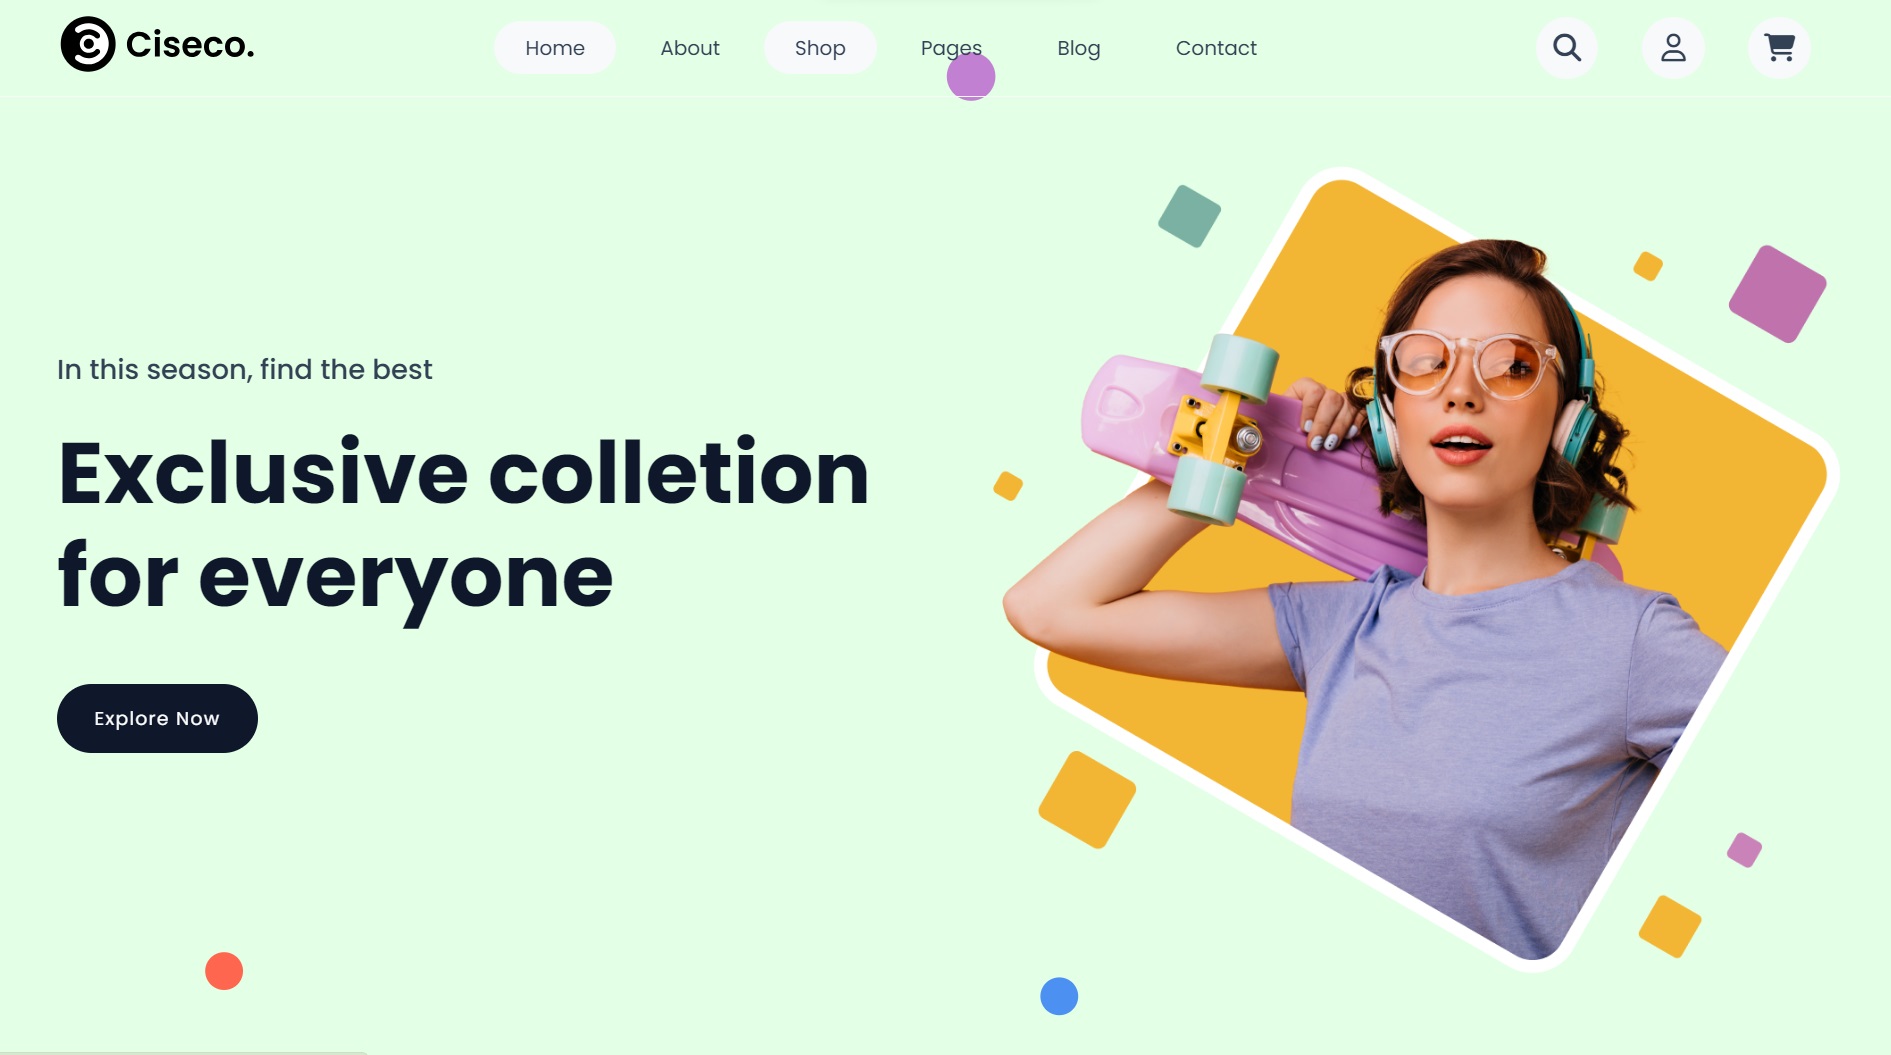 Ciseco.
Home About Shop Pages Blog Contact
In this season, find the best
Exclusive colletion
for everyone
Explore Now